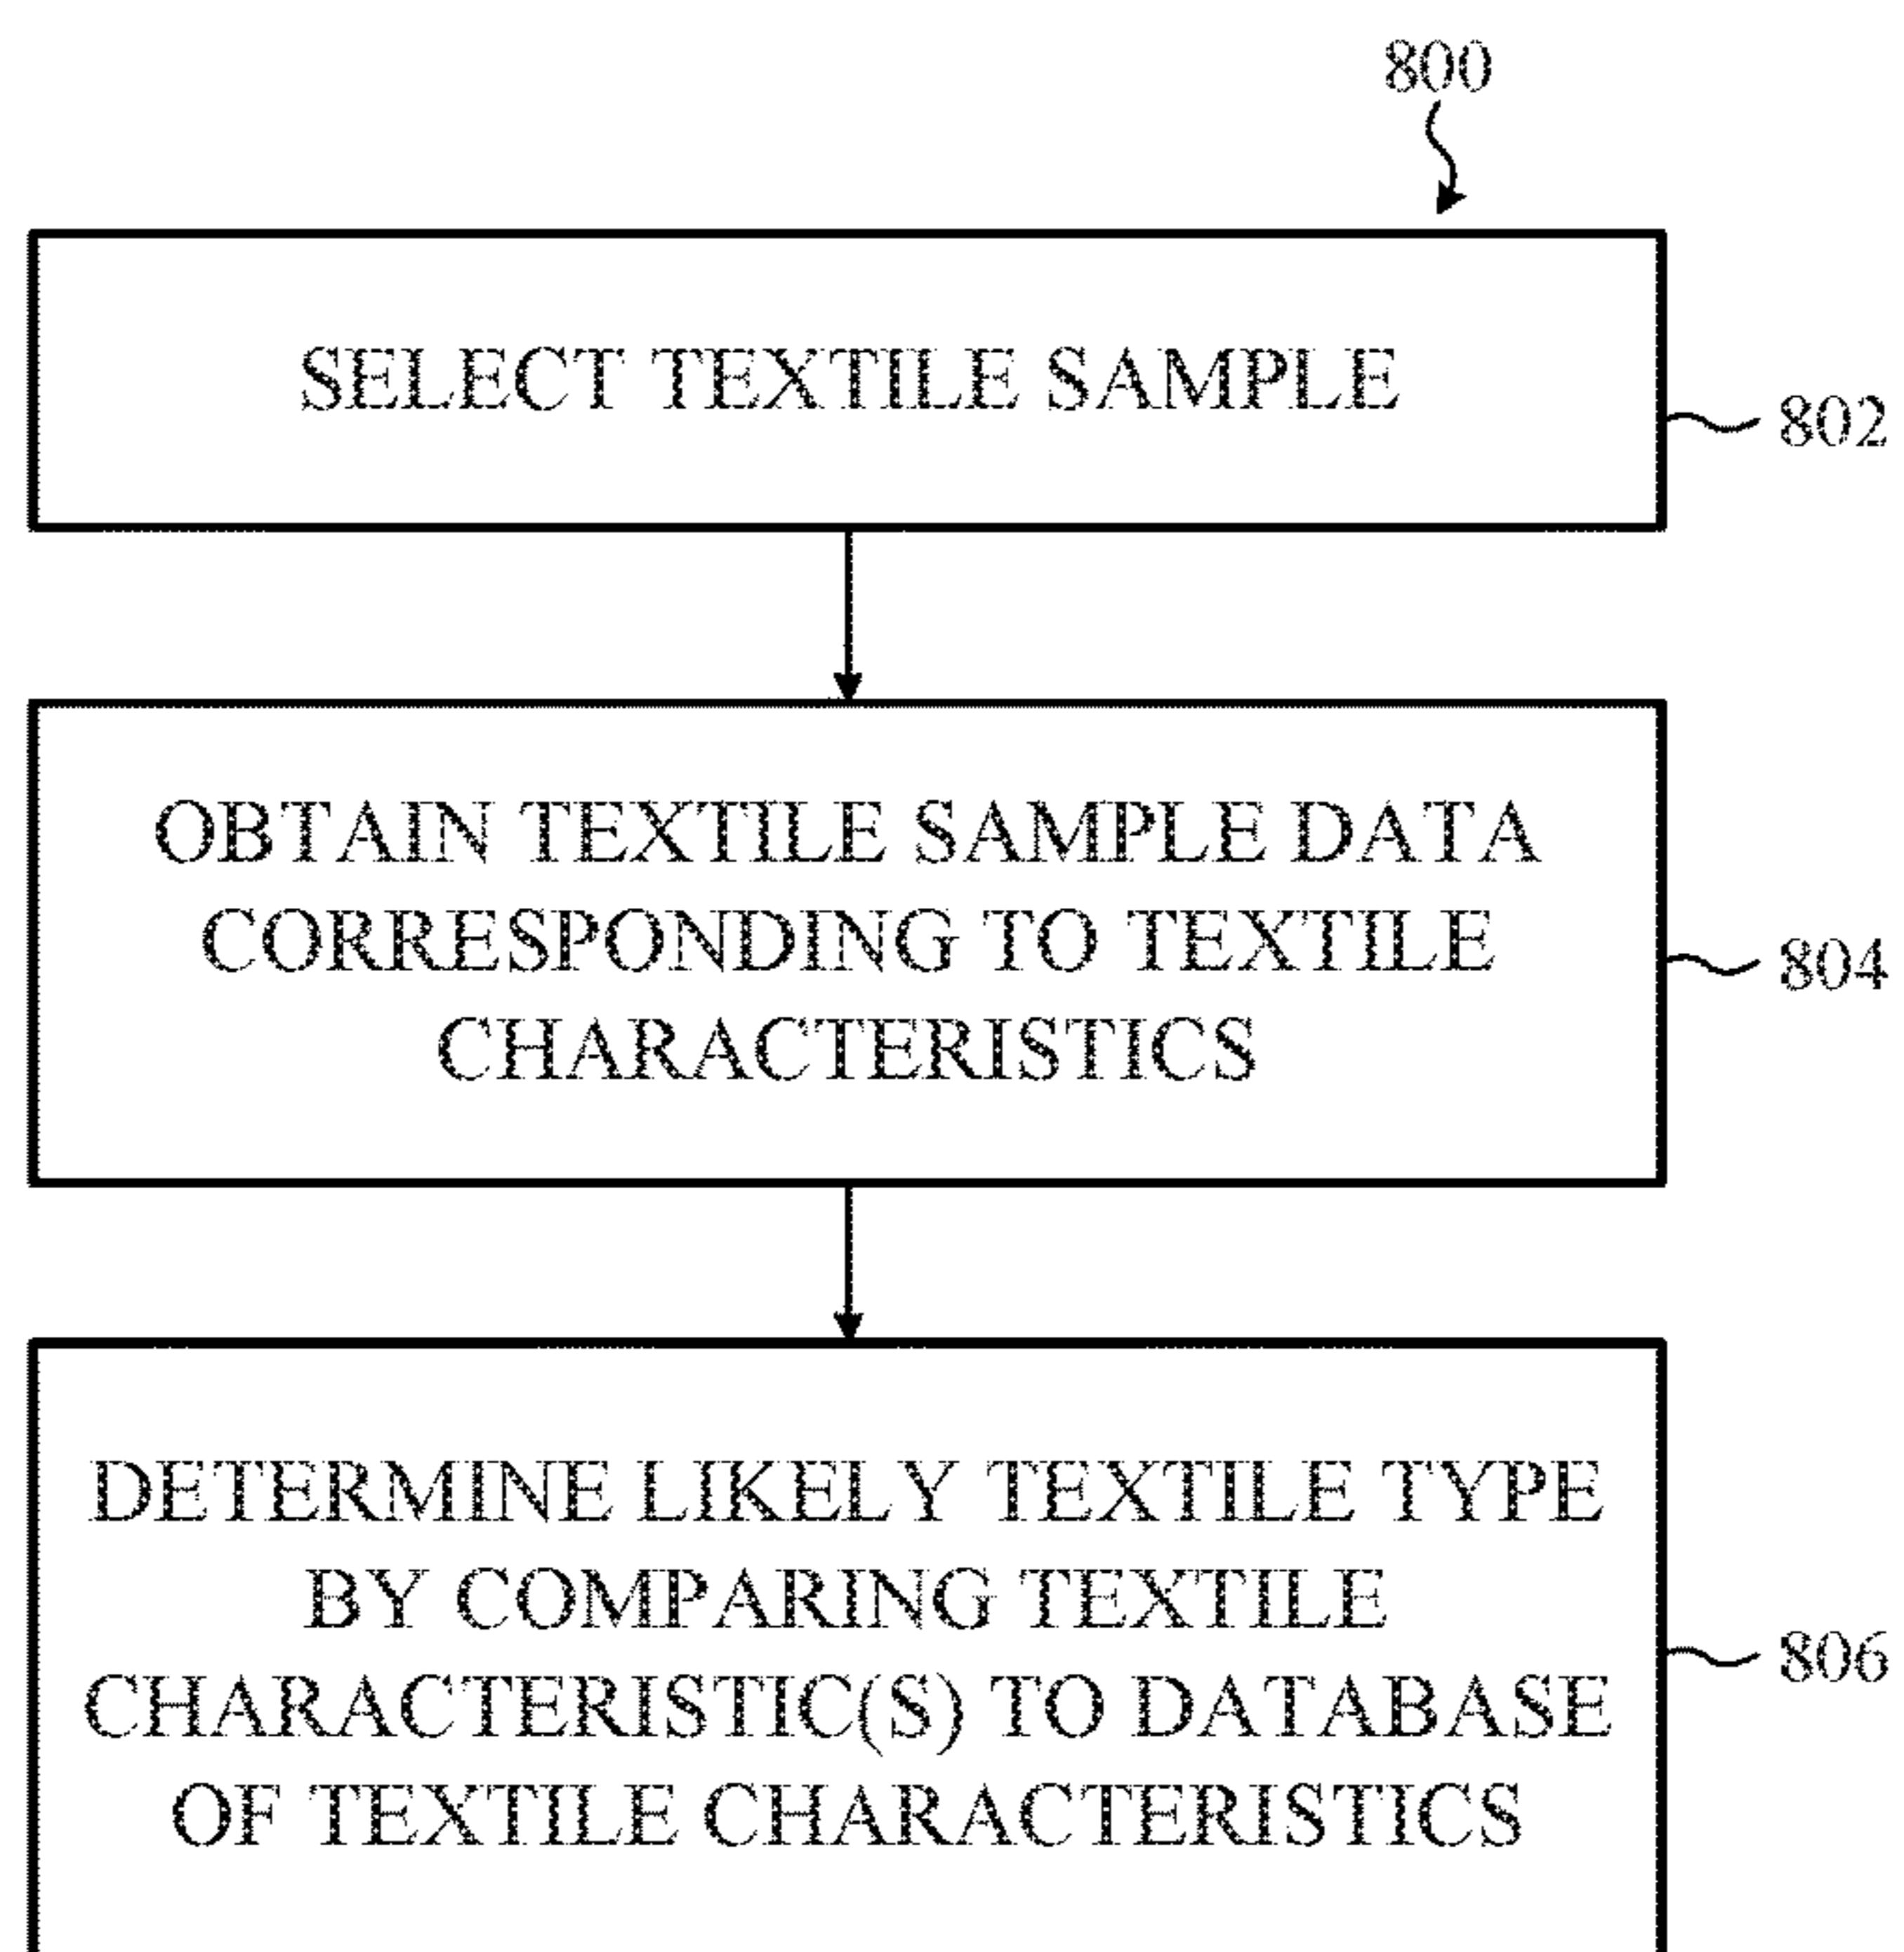 800
SELECT TEXTILE SAMPLE
802
OBTAIN TEXTILE SAMPLE DATA
CORRESPONDING TO TEXTILE
CHARACTERISTICS
804
DETERMINE LIKELY TEXTILE TYPE
BY COMPARING TEXTILE
CHARACTERISTIC(S) TO DATABASE
OF TEXTILE CHARACTERISTICS
806